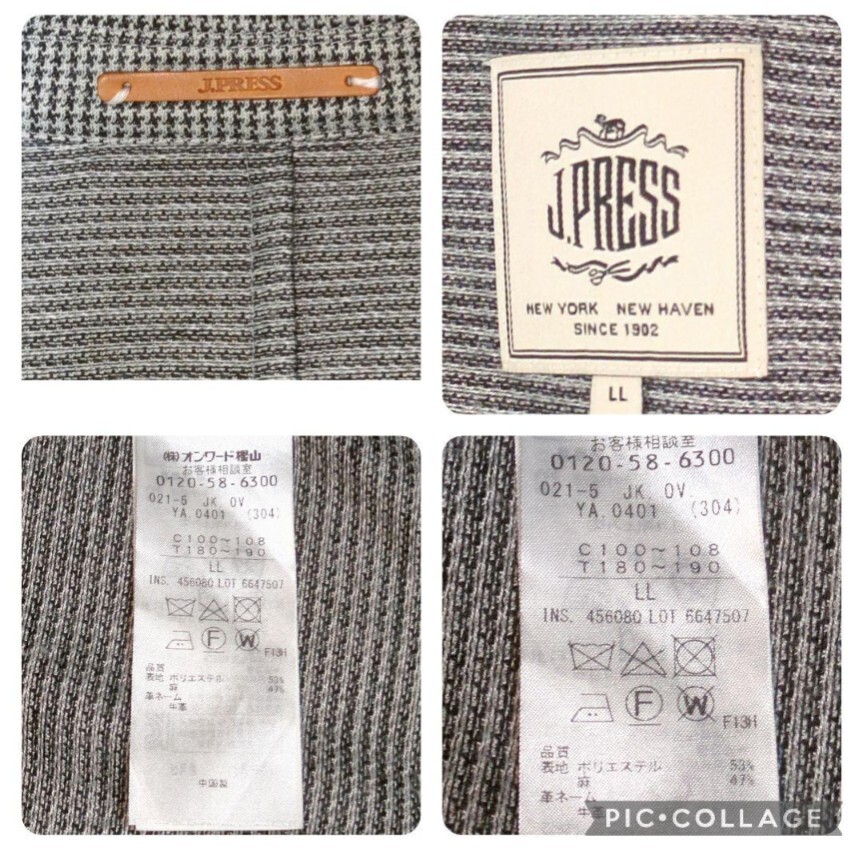 J.PRESS
J.PRESS
NEW YORK NEW HAVEN
SINCE 1902
LL
(株)オンワード樫山
お客様相談室
0120-58-6300
021-5 JK. OV.
YA.0401 (304)
C100~108
T180~190
LL
INS. 456080 LOT 6647507
F W
F13H
品質
表地 ポリエステル 53%
麻 47%
革ネーム
牛革
中国製
お客様相談室
0120-58-6300
021-5 JK. OV.
YA.0401 (304)
C100~108
T180~190
LL
INS. 456080 LOT 6647507
F W
F13H
品質
表地 ポリエステル 53%
麻 47%
革ネーム
PIC•COLLAGE